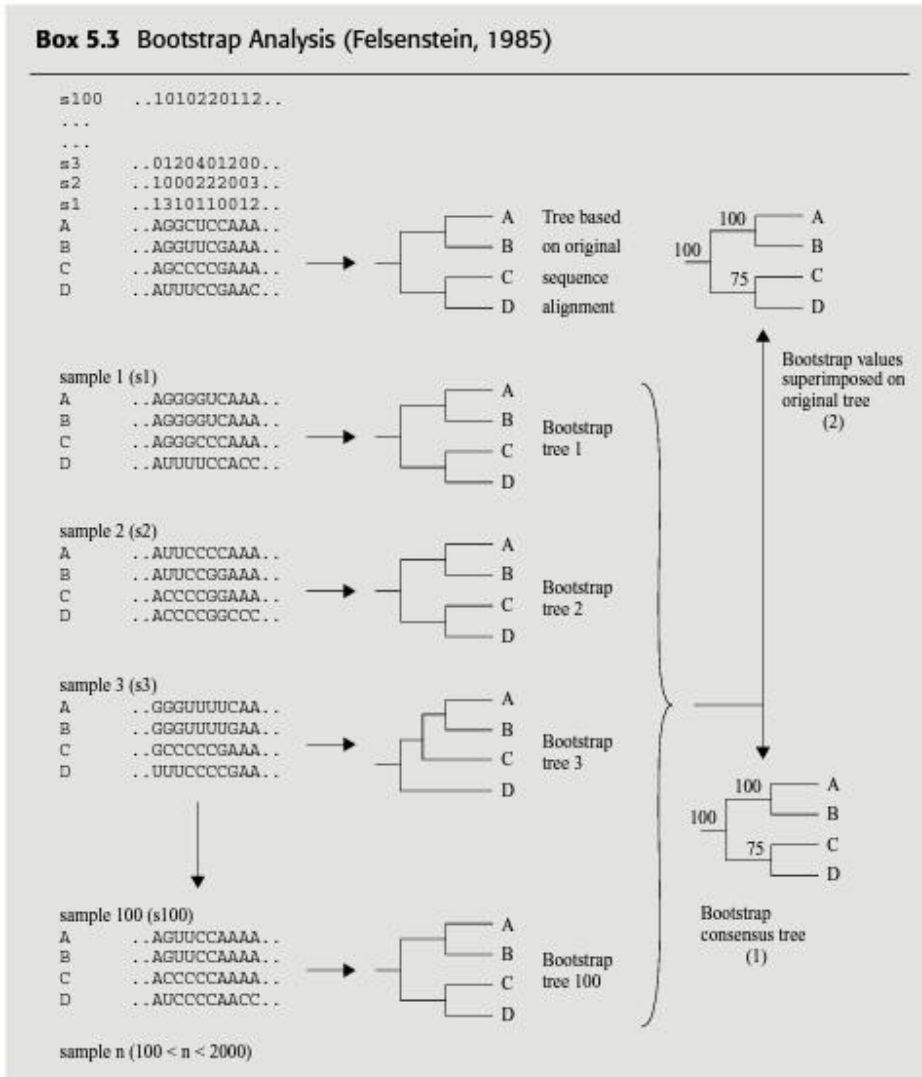 Box 5.3 Bootstrap Analysis (Felsenstein, 1985)
s100 ..1010220112..
...
...
s3 ..0120401200..
s2 ..1000222003..
s1 ..1310110012..
A ..AGGCUCCAAA..
B ..AGGUUCGAAA..
C ..AGCCCCGAAA..
D ..AUUUCCGAAC..
A
B
C
D
Tree based
on original
sequence
alignment
100
100
75
A
B
C
D
sample 1 (s1)
A ..AGGGGUCAAA..
B ..AGGGGUCAAA..
C ..AGGGCCCAAA..
D ..AUUUUCCACC..
A
B
C
D
Bootstrap
tree 1
Bootstrap values
superimposed on
original tree
(2)
sample 2 (s2)
A ..AUUCCCCAAA..
B ..AUUCCGGAAA..
C ..ACCCCGGAAA..
D ..ACCCCGGCCC..
A
B
C
D
Bootstrap
tree 2
sample 3 (s3)
A ..GGGUUUUCAA..
B ..GGGUUUUGAA..
C ..GCCCCCGAAA..
D ..UUUCCCCGAA..
A
B
C
D
Bootstrap
tree 3
100
100
75
A
B
C
D
Bootstrap
consensus tree
(1)
sample 100 (s100)
A ..AGUUCCAAAA..
B ..AGUUCCAAAA..
C ..ACCCCCAAAA..
D ..AUCCCCAACC..
A
B
C
D
Bootstrap
tree 100
sample n (100 < n < 2000)